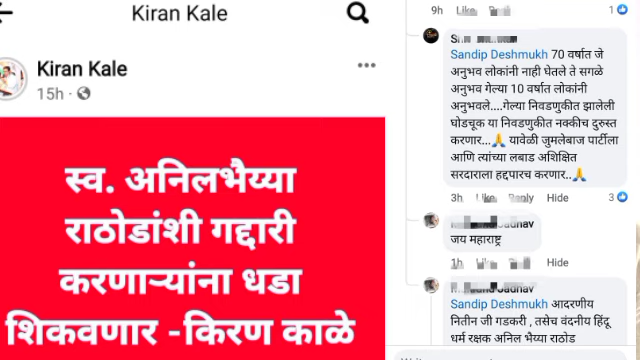 Kiran Kale
Kiran Kale
15h
स्व. अनिलभैय्या
राठोडांशी गद्दारी
करणाऱ्यांना धडा
शिकवणार -किरण काळे
9h Like Reply 1
Sandip Deshmukh 70 वर्षात जे
अनुभव लोकांनी नाही घेतले ते सगळे
अनुभव गेल्या 10 वर्षात लोकांनी
अनुभवले....गेल्या निवडणुकीत झालेली
घोडचूक या निवडणुकीत नक्कीच दुरुस्त
करणार...🙏 यावेळी जुमलेबाज पार्टीला
आणि त्यांच्या लबाड अशिक्षित
सरदाराला हद्दपारच करणार..🙏
3h Like Reply Hide 3
Jadhav
जय महाराष्ट्र
1h Hide
Jadhav
Sandip Deshmukh आदरणीय
नितीन जी गडकरी , तसेच वंदनीय हिंदू
धर्म रक्षक अनिल भैय्या राठोड